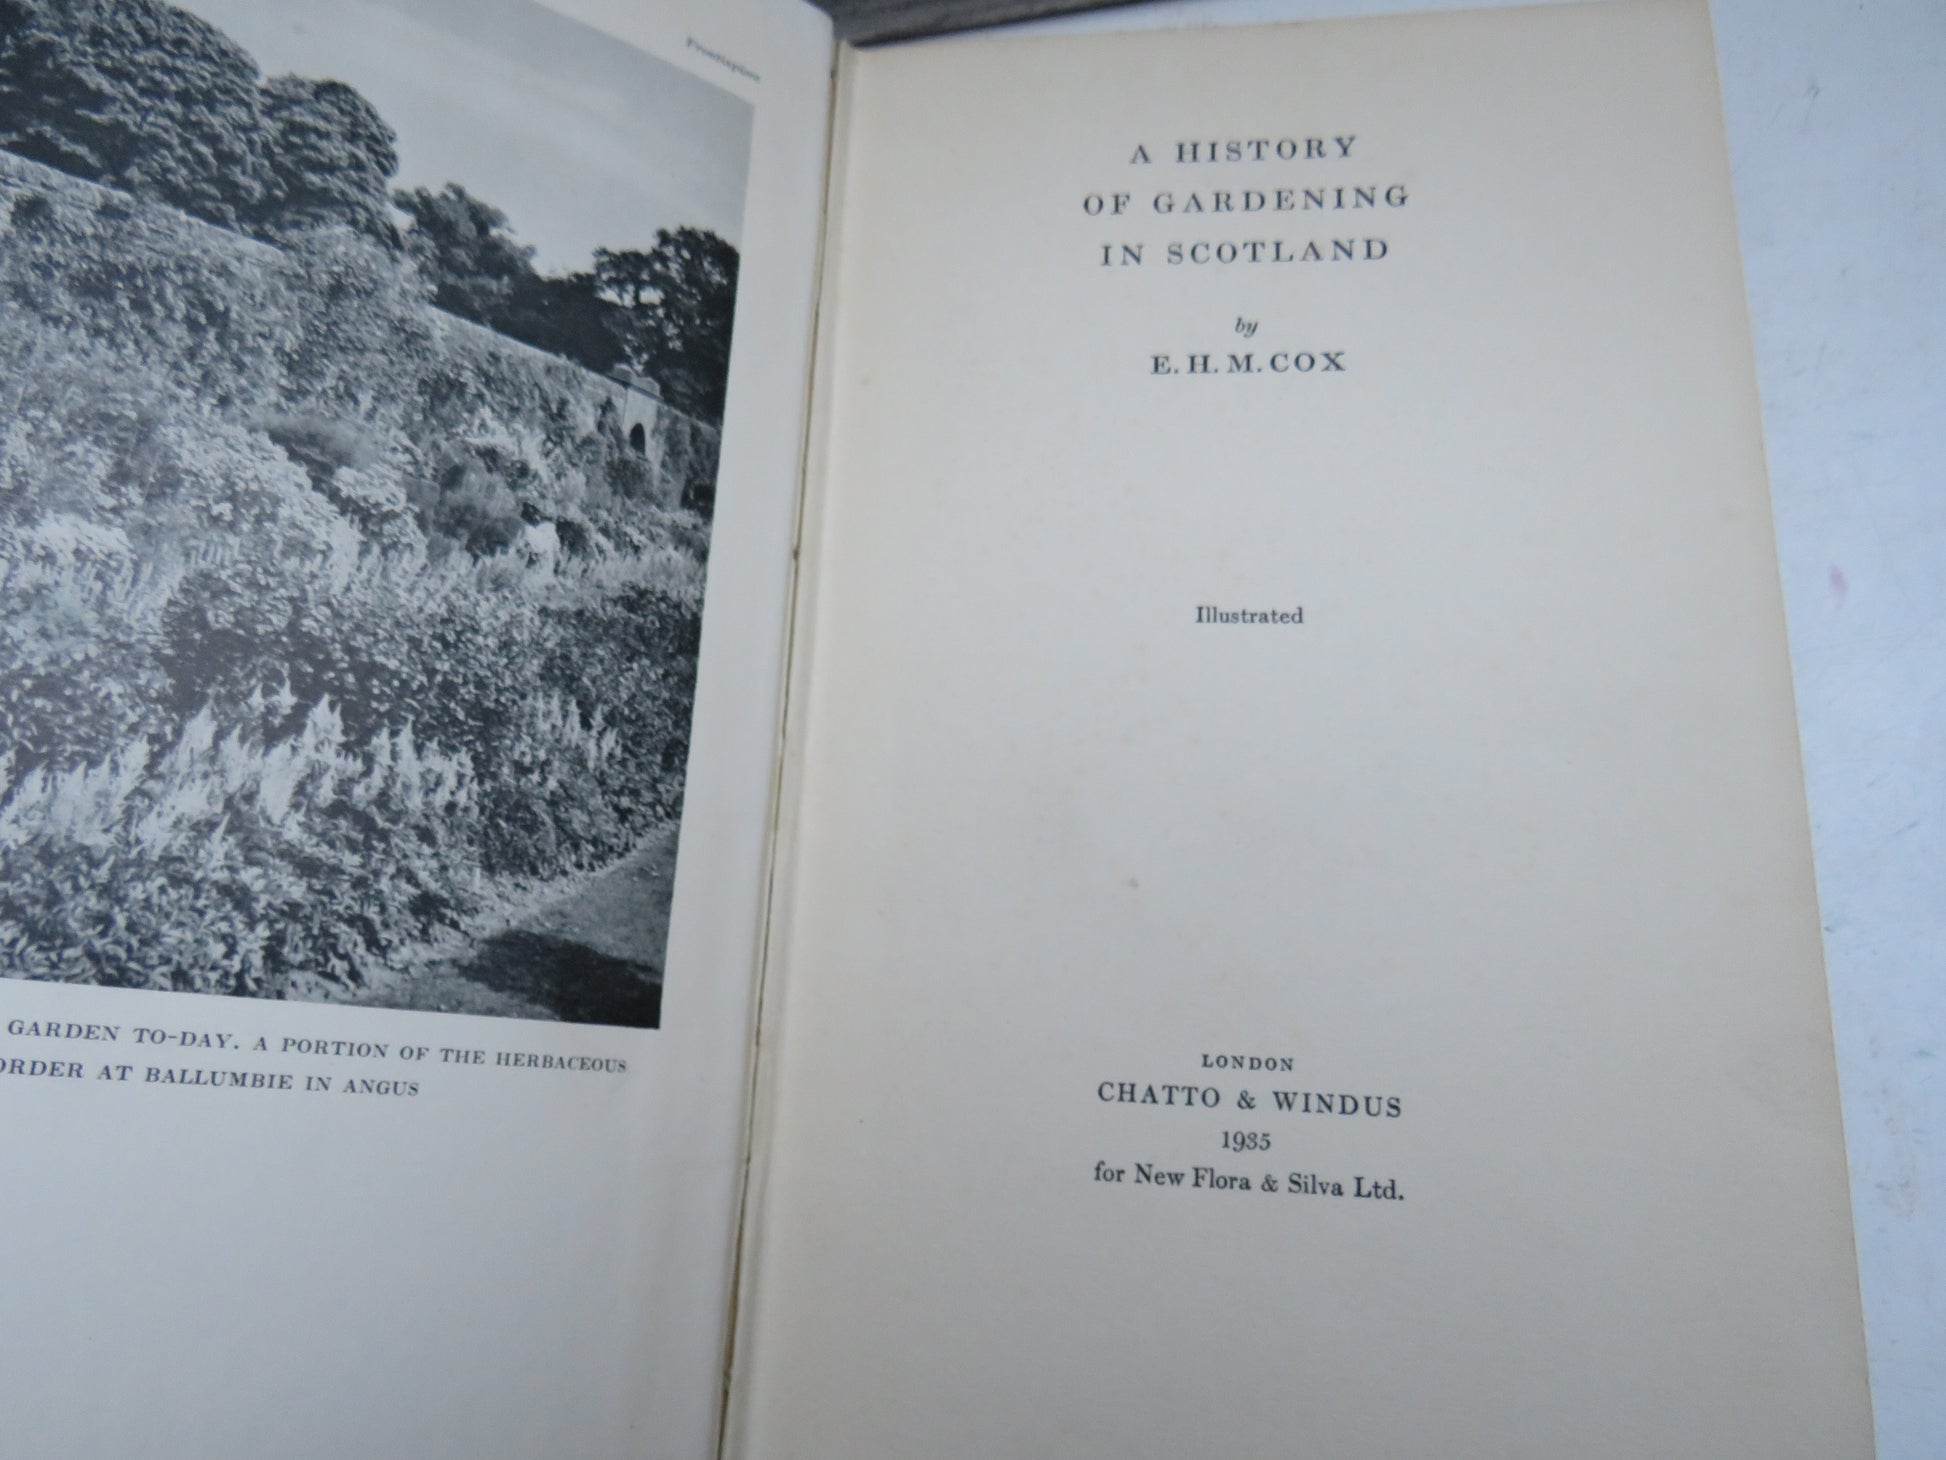 Frontispiece
GARDEN TO-DAY. A PORTION OF THE HERBACEOUS
ORDER AT BALLUMBIE IN ANGUS
A HISTORY
OF GARDENING
IN SCOTLAND
by
E. H. M. COX
Illustrated
LONDON
CHATTO & WINDUS
1935
for New Flora & Silva Ltd.